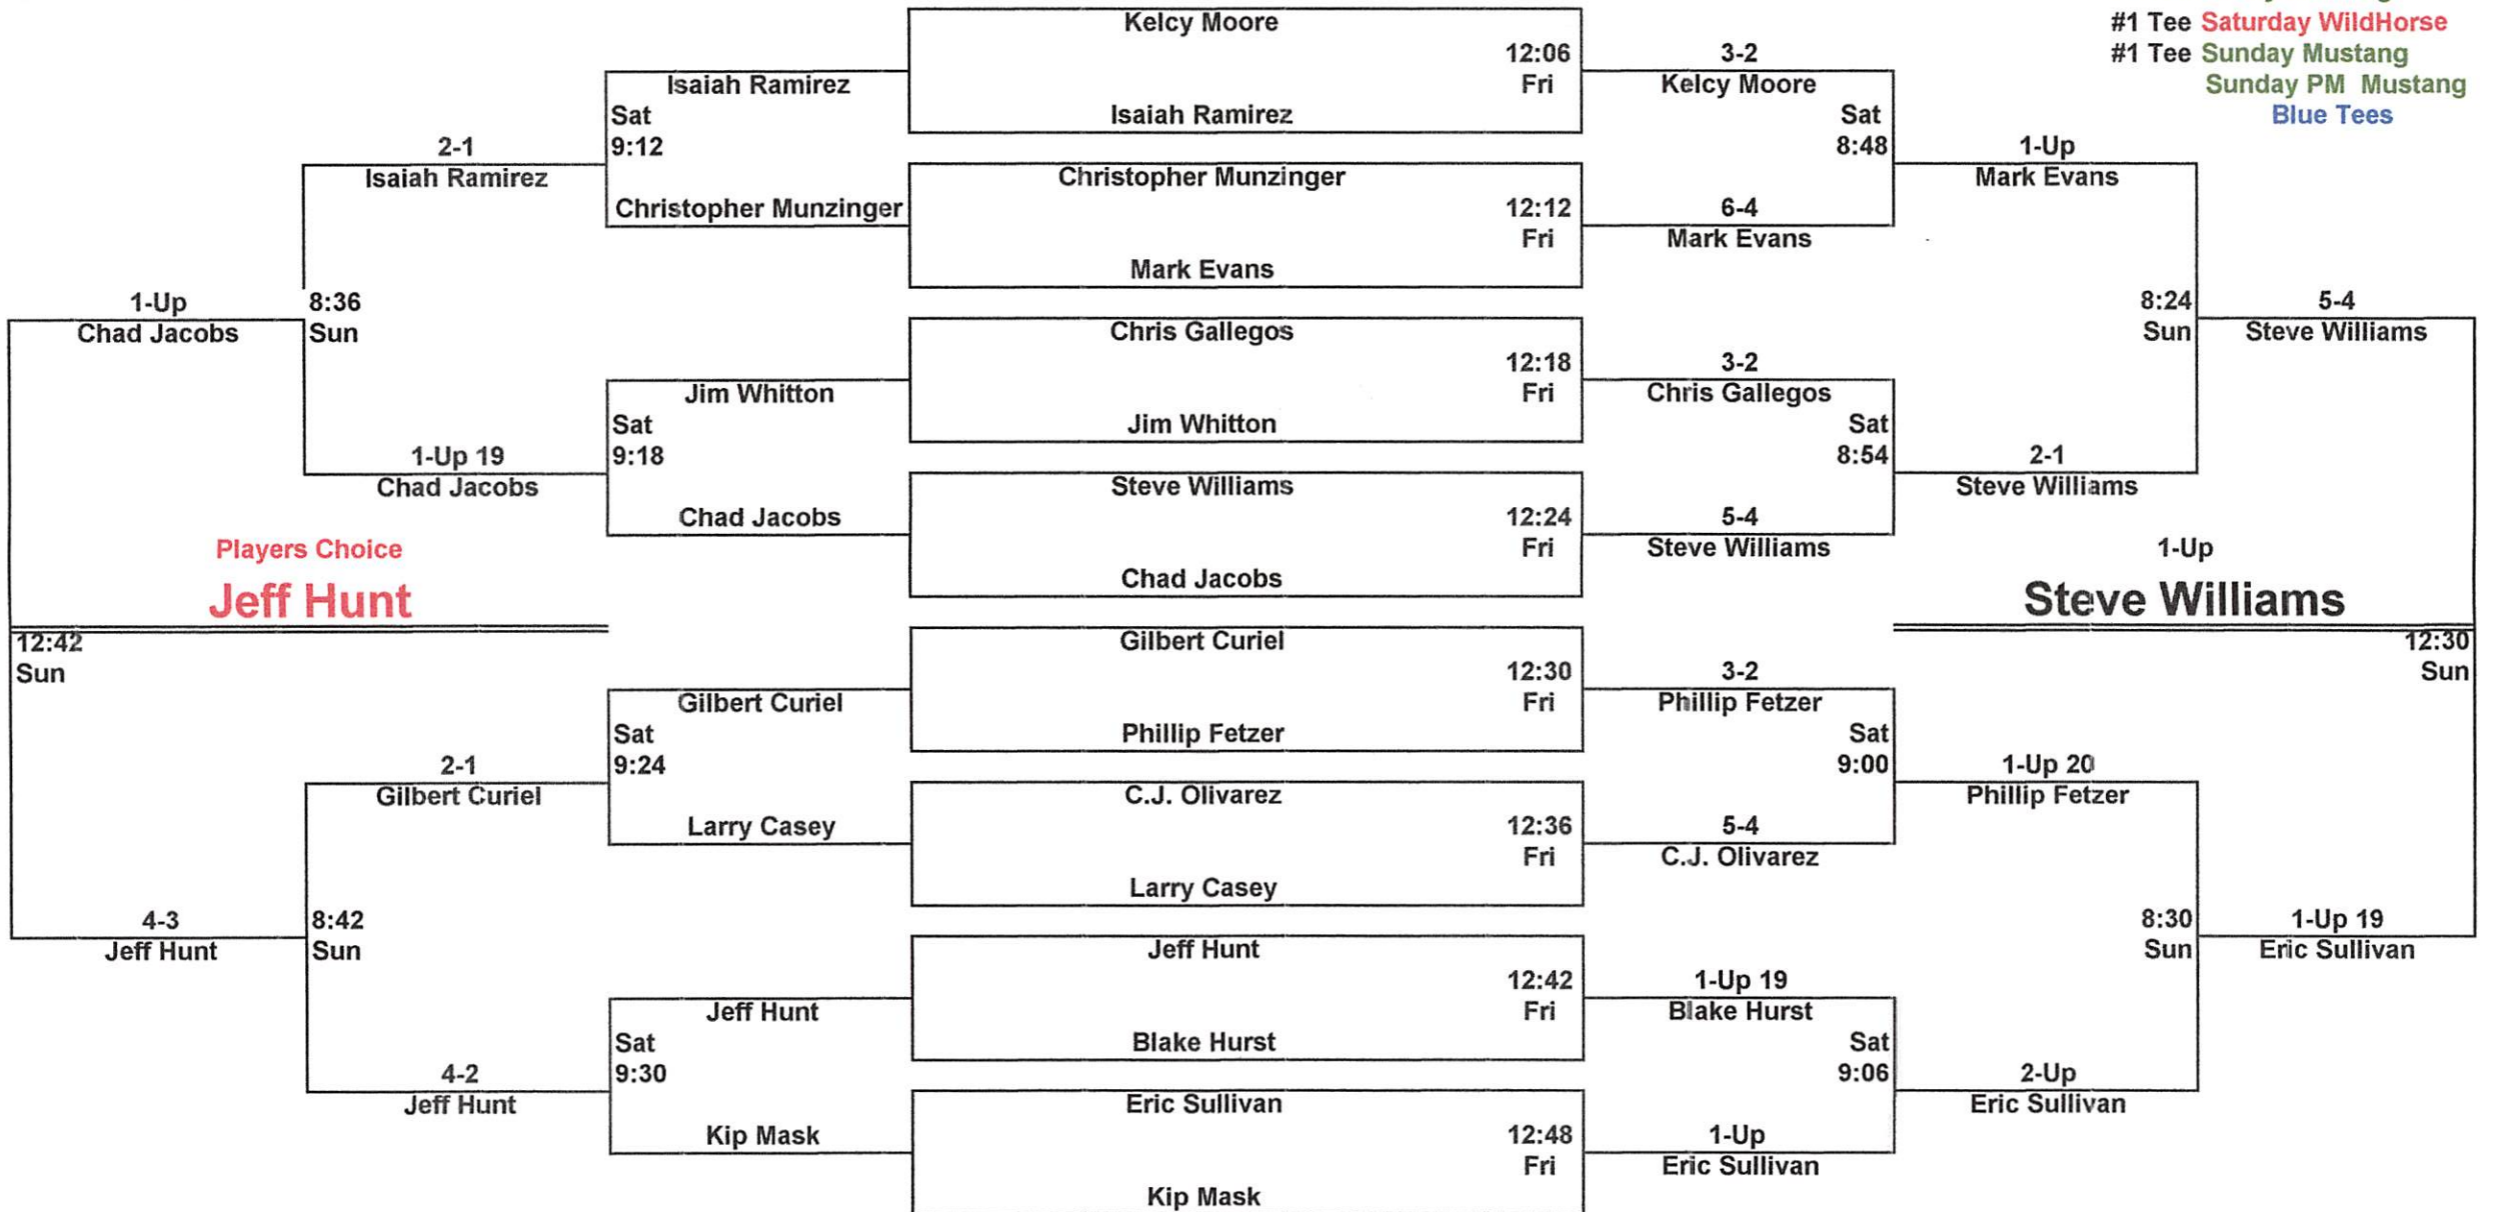 #1 Tee Saturday WildHorse
#1 Tee Sunday Mustang
Sunday PM Mustang
Blue Tees
Kelcy Moore
12:06
Fri
Isaiah Ramirez
Christopher Munzinger
12:12
Fri
Mark Evans
Chris Gallegos
12:18
Fri
Jim Whitton
Steve Williams
12:24
Fri
Chad Jacobs
Gilbert Curiel
12:30
Fri
Phillip Fetzer
C.J. Olivarez
12:36
Fri
Larry Casey
Jeff Hunt
12:42
Fri
Blake Hurst
Eric Sullivan
12:48
Fri
Kip Mask
Isaiah Ramirez
Sat
9:12
Christopher Munzinger
Jim Whitton
Sat
9:18
Chad Jacobs
Gilbert Curiel
Sat
9:24
Larry Casey
Jeff Hunt
Sat
9:30
Kip Mask
2-1
Isaiah Ramirez
8:36
Sun
1-Up 19
Chad Jacobs
2-1
Gilbert Curiel
8:42
Sun
4-2
Jeff Hunt
1-Up
Chad Jacobs
Players Choice
Jeff Hunt
12:42
Sun
4-3
Jeff Hunt
3-2
Kelcy Moore
Sat
8:48
6-4
Mark Evans
3-2
Chris Gallegos
Sat
8:54
5-4
Steve Williams
3-2
Phillip Fetzer
Sat
9:00
5-4
C.J. Olivarez
1-Up 19
Blake Hurst
Sat
9:06
1-Up
Eric Sullivan
1-Up
Mark Evans
8:24
Sun
2-1
Steve Williams
1-Up 20
Phillip Fetzer
8:30
Sun
2-Up
Eric Sullivan
5-4
Steve Williams
1-Up
Steve Williams
12:30
Sun
1-Up 19
Eric Sullivan